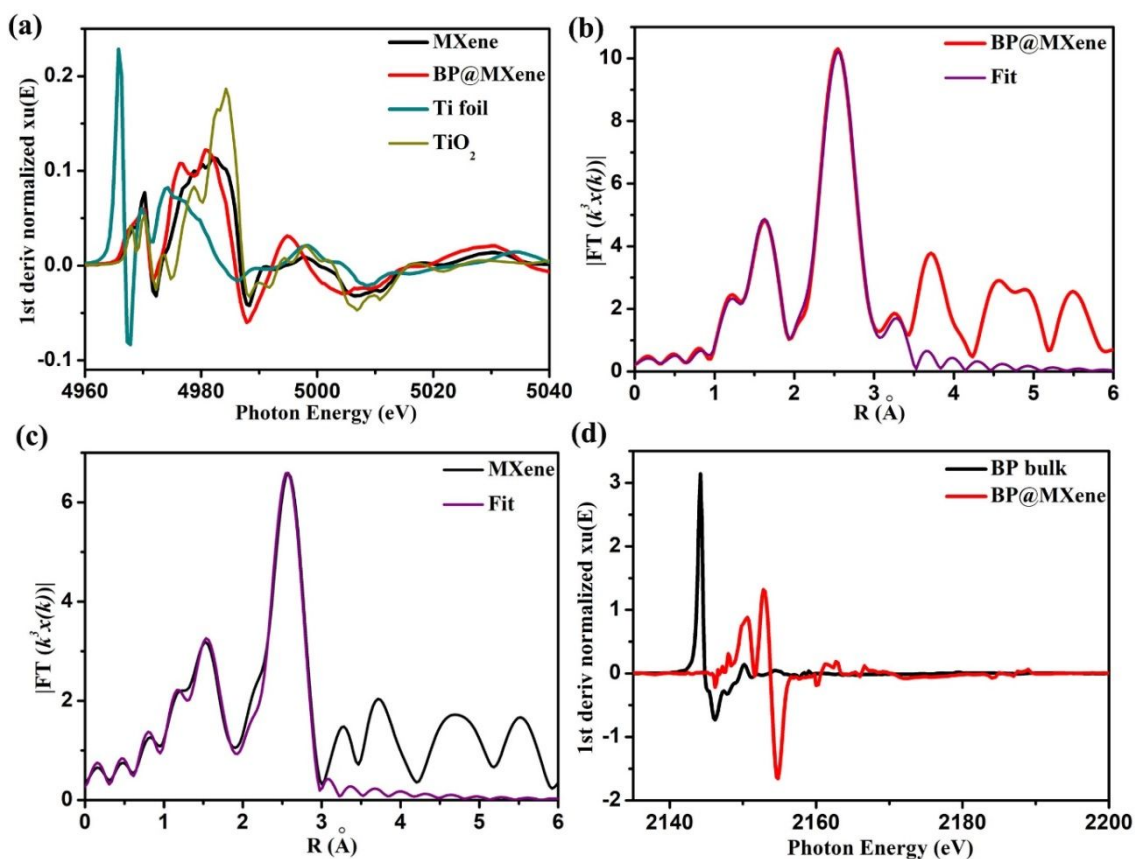 (a)
MXene
BP@MXene
Ti foil
TiO₂
1st deriv normalized xu(E)
0.2
0.1
0.0
-0.1
4960 4980 5000 5020 5040
Photon Energy (eV)
(b)
BP@MXene
Fit
|FT (k³.x(k))|
10
8
6
4
2
0
0 1 2 3 4 5 6
R (Å)
(c)
MXene
Fit
|FT (k³x(k))|
6
4
2
0
0 1 2 3 4 5 6
R (Å)
(d)
BP bulk
BP@MXene
1st deriv normalized xu(E)
3
2
1
0
-1
-2
2140 2160 2180 2200
Photon Energy (eV)